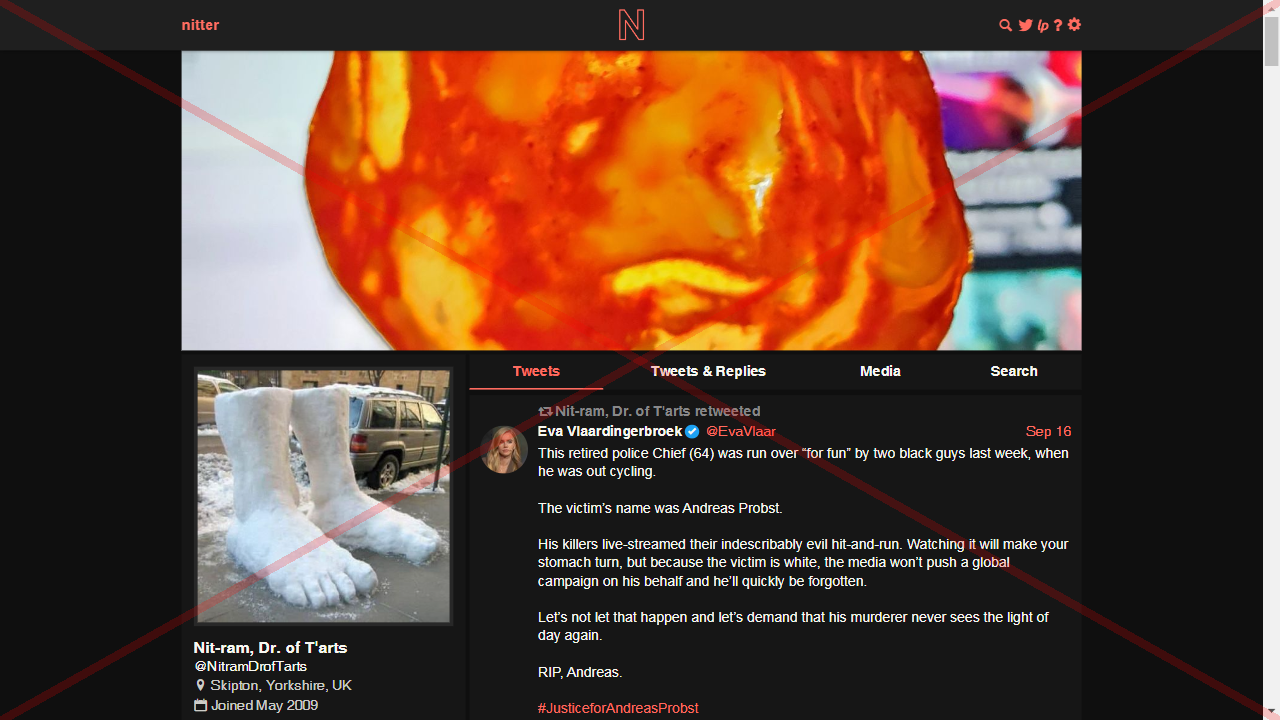 nitter
N
lp ?
Tweets
Tweets & Replies
Media
Search
Nit-ram, Dr. of T'arts retweeted
Eva Vlaardingerbroek @EvaVlaar Sep 16
This retired police Chief (64) was run over “for fun” by two black guys last week, when
he was out cycling.
The victim’s name was Andreas Probst.
His killers live-streamed their indescribably evil hit-and-run. Watching it will make your
stomach turn, but because the victim is white, the media won’t push a global
campaign on his behalf and he’ll quickly be forgotten.
Let’s not let that happen and let’s demand that his murderer never sees the light of
day again.
RIP, Andreas.
#JusticeforAndreasProbst
Nit-ram, Dr. of T'arts
@NitramDrofTarts
Skipton, Yorkshire, UK
Joined May 2009